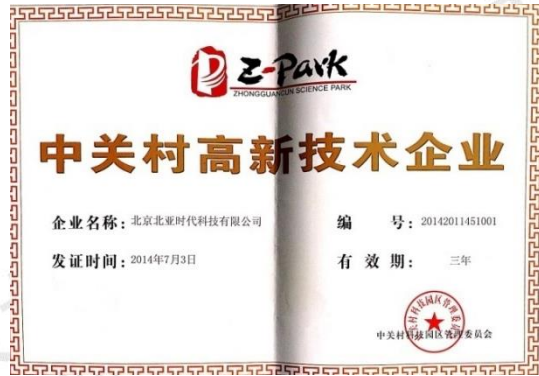 Z-Park
ZHONGGUANCUN SCIENCE PARK
中关村高新技术企业
企业名称：北京北亚时代科技有限公司
编 号：20142011451001
发证时间：2014年7月3日
有 效 期： 三年
中关村科技园区管理委员会